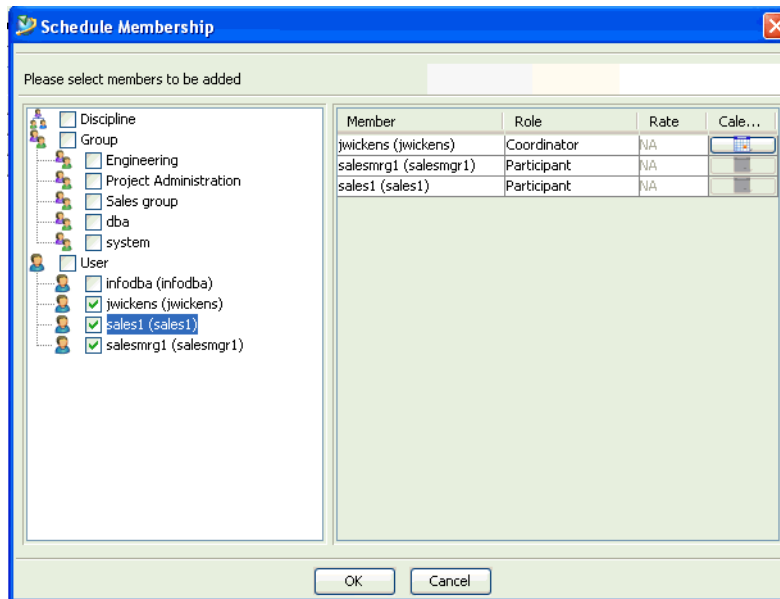 Schedule Membership
Please select members to be added
Discipline
Group
Engineering
Project Administration
Sales group
dba
system
User
infodba (infodba)
jwickens (jwickens)
sales1 (sales1)
salesmrg1 (salesmgr1)
Member Role Rate Cale...
jwickens (jwickens) Coordinator NA
salesmrg1 (salesmgr1) Participant NA
sales1 (sales1) Participant NA
OK Cancel